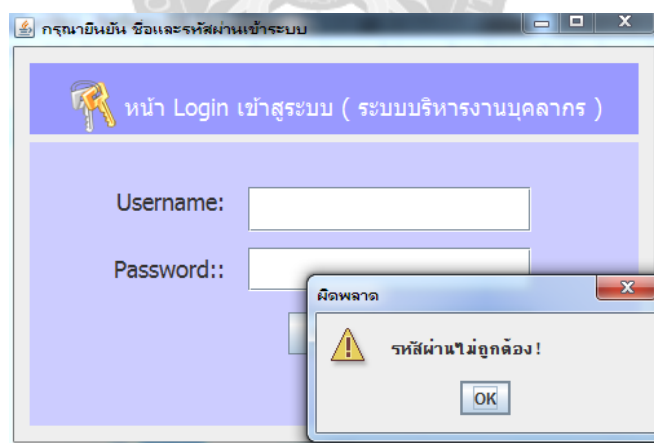 กรุณายืนยัน ชื่อและรหัสผ่านเข้าระบบ
หน้า Login เข้าสู่ระบบ ( ระบบบริหารงานบุคลากร )
Username:
Password::
ผิดพลาด
รหัสผ่านไม่ถูกต้อง!
OK